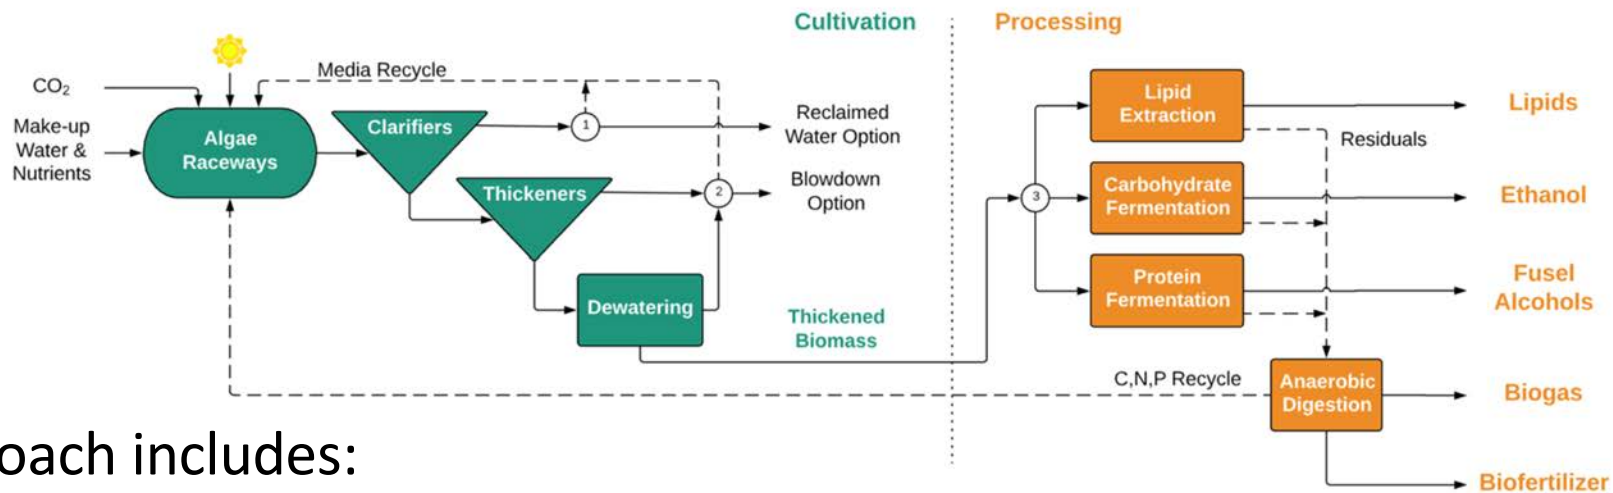 Cultivation
Processing
Media Recycle
CO₂
Make-up
Water &
Nutrients
Algae
Raceways
Clarifiers
1
Reclaimed
Water Option
Thickeners
2
Blowdown
Option
Dewatering
Thickened
Biomass
3
Lipid
Extraction
Lipids
Residuals
Carbohydrate
Fermentation
Ethanol
Protein
Fermentation
Fusel
Alcohols
C,N,P Recycle
Anaerobic
Digestion
Biogas
Biofertilizer
oach includes: